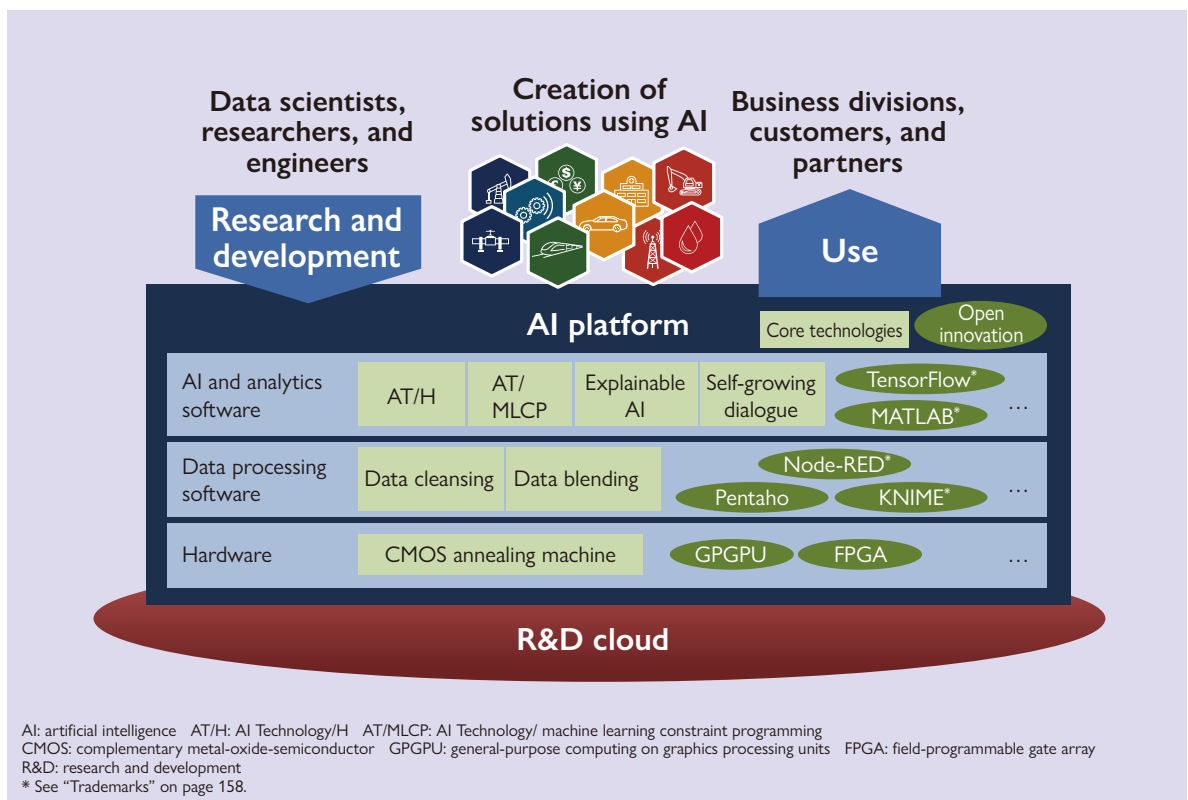 Data scientists,
researchers, and
engineers
Creation of
solutions using AI
Business divisions,
customers, and
partners
Research and
development
$
€ ¥
Use
AI platform
Core technologies
Open
innovation
AI and analytics
software
AT/H
AT/
MLCP
Explainable
AI
Self-growing
dialogue
TensorFlow*
MATLAB*
…
Data processing
software
Data cleansing
Data blending
Node-RED*
Pentaho
KNIME*
…
Hardware
CMOS annealing machine
GPGPU
FPGA
…
R&D cloud
AI: artificial intelligence AT/H: AI Technology/H AT/MLCP: AI Technology/ machine learning constraint programming
CMOS: complementary metal-oxide-semiconductor GPGPU: general-purpose computing on graphics processing units FPGA: field-programmable gate array
R&D: research and development
* See “Trademarks” on page 158.